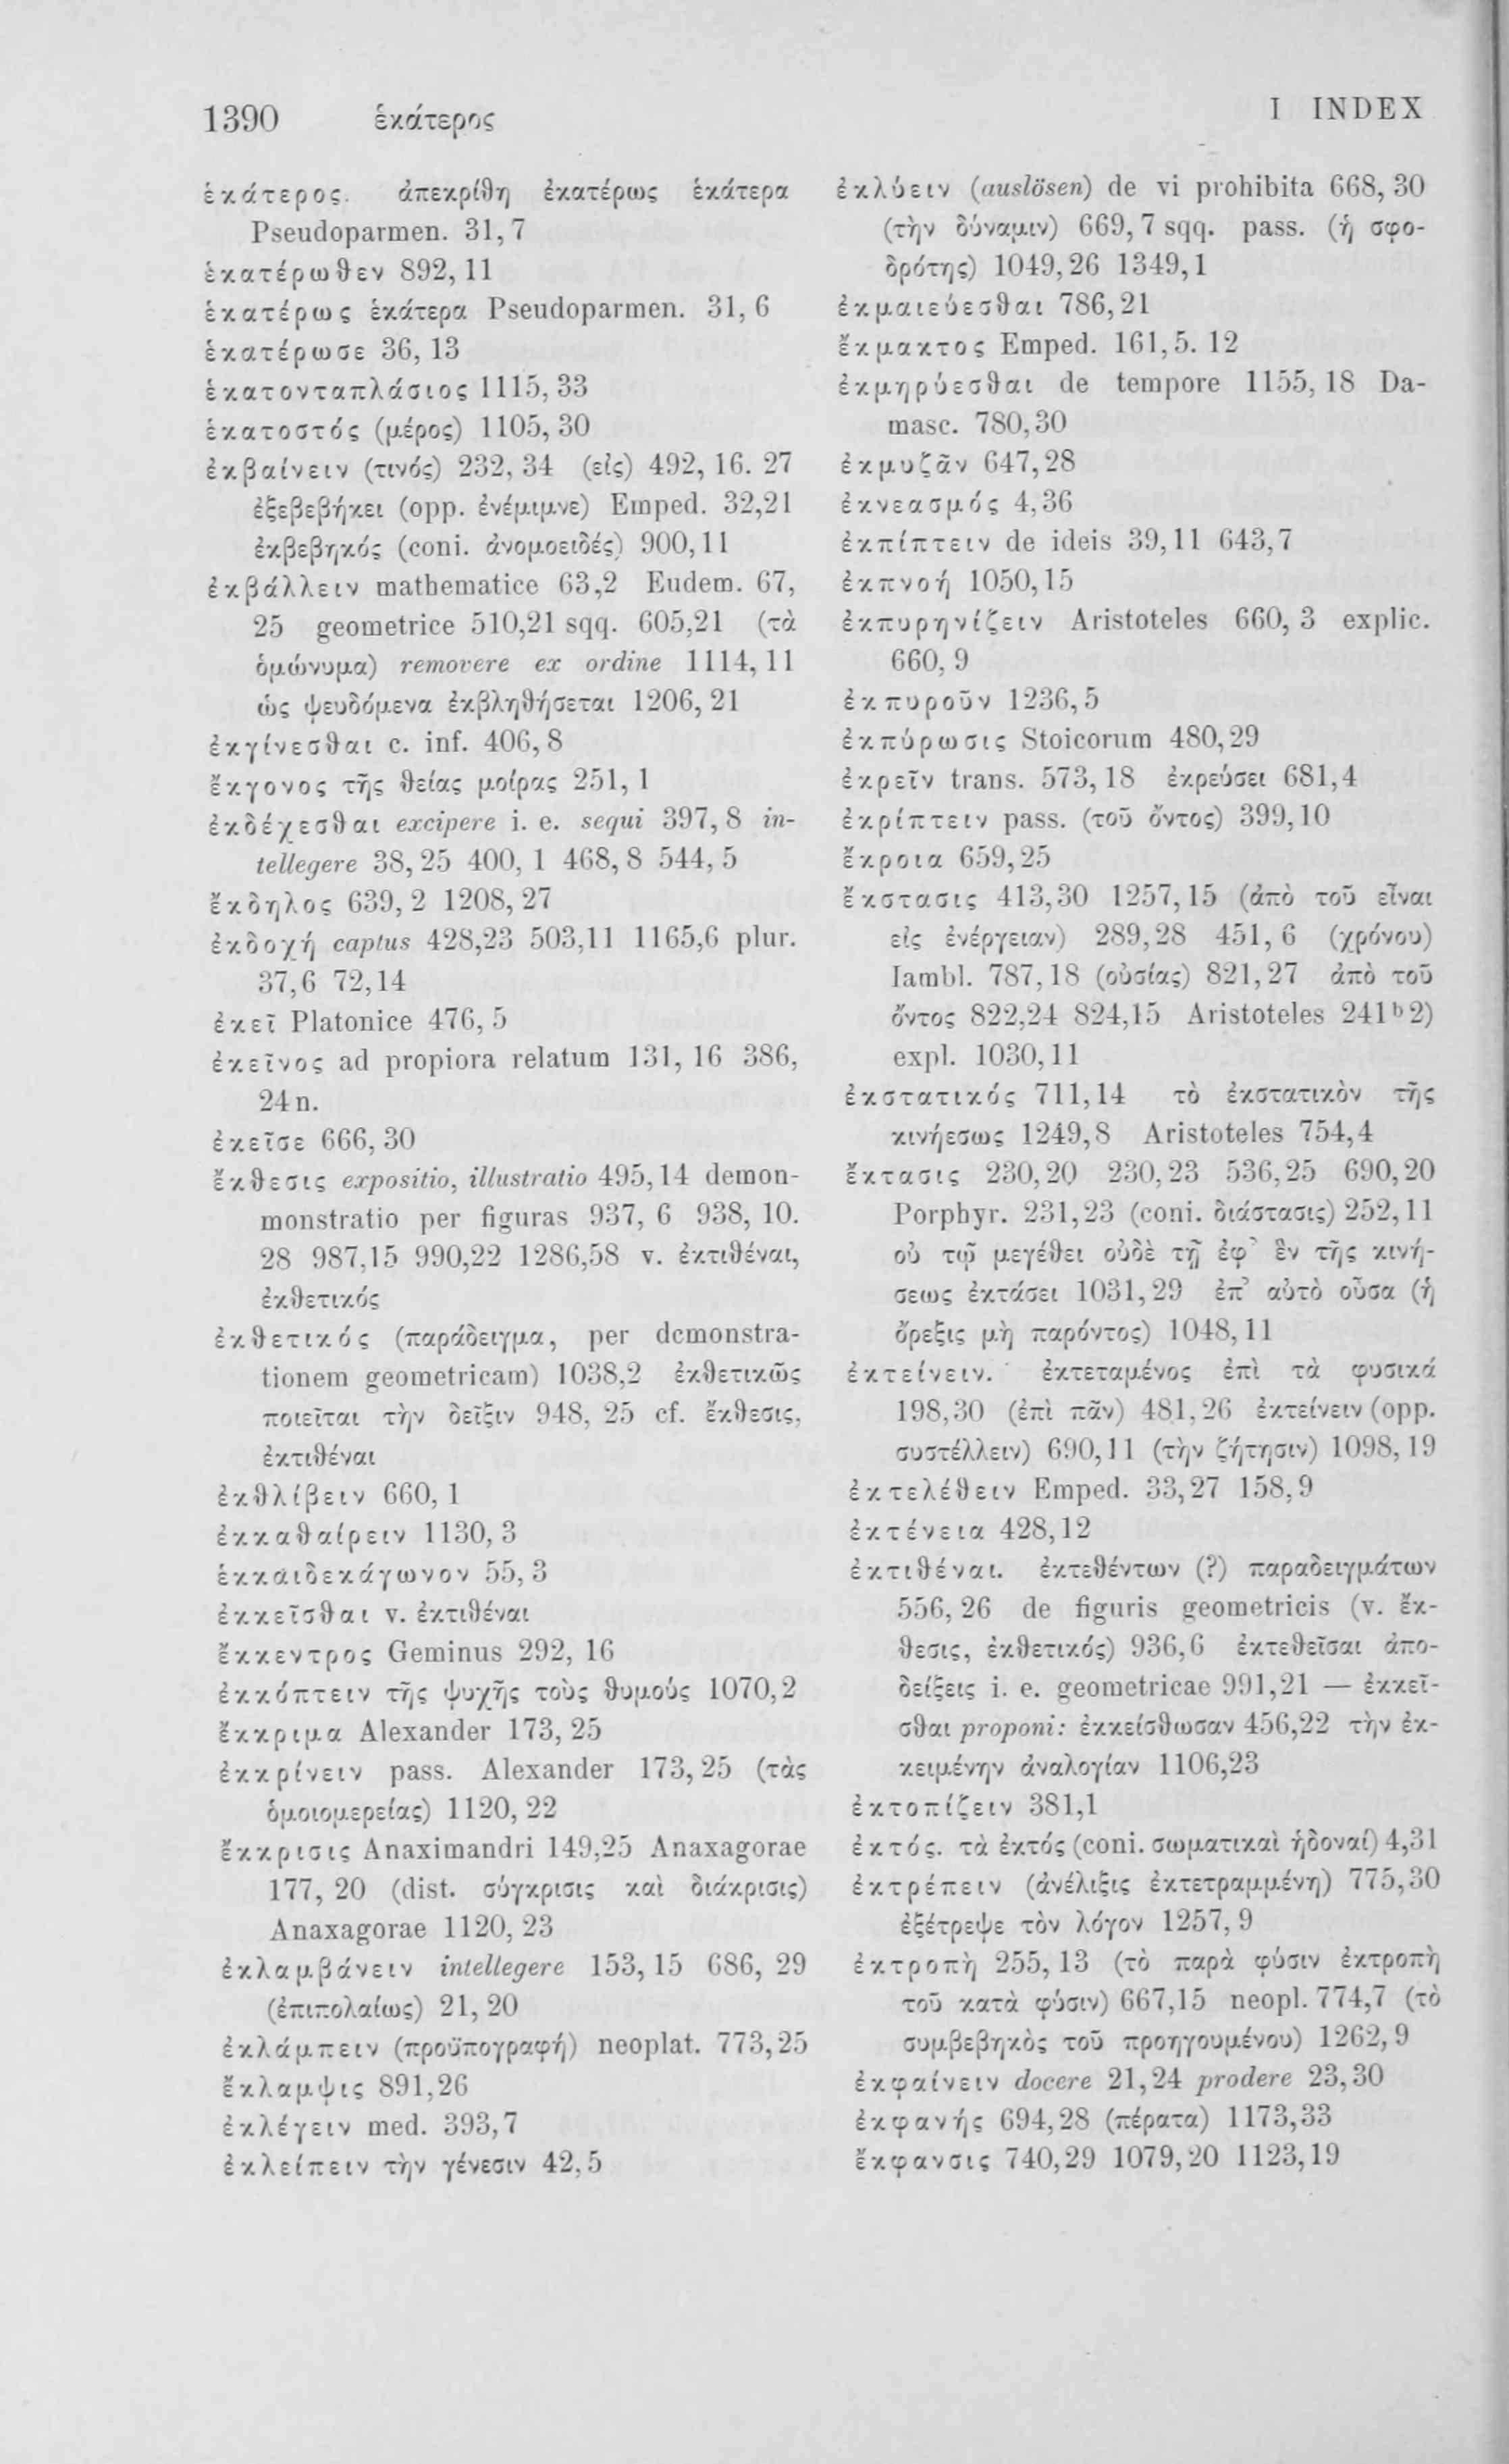 1390 ἑκάτερος I INDEX
ἑκάτερος. ἀπεκρίθη ἑκατέρως ἑκάτερα
Pseudoparmen. 31,7
ἑκατέρωθεν 892, 11
ἑκατέρως ἑκάτερα Pseudoparmen. 31, 6
ἑκατέρωσε 36, 13
ἑκατονταπλάσιος 1115, 33
ἑκατοστός (μέρος) 1105, 30
ἐκβαίνειν (τινός) 232, 34 (εἰς) 492, 16. 27
ἐξεβεβήκει (opp. ἐνέμιμνε) Emped. 32,21
ἐκβεβηκός (coni. ἀνομοειδές) 900,11
ἐκβάλλειν mathematice 63,2 Eudem. 67,
25 geometrice 510,21 sqq. 605,21 (τὰ
ὁμώνυμα) removere ex ordine 1114, 11
ὡς ψευδόμενα ἐκβληθήσεται 1206, 21
ἐκγίνεσθαι c. inf. 406, 8
ἔκγονος τῆς θείας μοίρας 251, 1
ἐκδέχεσθαι excipere i. e. sequi 397, 8 in-
tellegere 38, 25 400, 1 468, 8 544, 5
ἔκδηλος 639, 2 1208, 27
ἐκδοχή captus 428,23 503,11 1165,6 plur.
37,6 72,14
ἐκεῖ Platonice 476, 5
ἐκεῖνος ad propiora relatum 131, 16 386,
24 n.
ἐκεῖσε 666, 30
ἔκθεσις expositio, illustratio 495,14 demon-
monstratio per figuras 937, 6 938, 10.
28 987,15 990,22 1286,58 v. ἐκτιθέναι,
ἐκθετικός
ἐκθετικός (παράδειγμα, per demonstra-
tionem geometricam) 1038,2 ἐκθετικῶς
ποιεῖται τὴν δεῖξιν 948, 25 cf. ἔκθεσις,
ἐκτιθέναι
ἐκθλίβειν 660, 1
ἐκκαθαίρειν 1130, 3
ἑκκαιδεκάγωνον 55, 3
ἐκκεῖσθαι v. ἐκτιθέναι
ἔκκεντρος Geminus 292, 16
ἐκκόπτειν τῆς ψυχῆς τοὺς θυμούς 1070,2
ἔκκριμα Alexander 173, 25
ἐκκρίνειν pass. Alexander 173, 25 (τὰς
ὁμοιομερείας) 1120, 22
ἔκκρισις Anaximandri 149,25 Anaxagorae
177, 20 (dist. σύγκρισις καὶ διάκρισις)
Anaxagorae 1120, 23
ἐκλαμβάνειν intellegere 153, 15 686, 29
(ἐπιπολαίως) 21, 20
ἐκλάμπειν (προϋπογραφή) neoplat. 773,25
ἔκλαμψις 891,26
ἐκλέγειν med. 393,7
ἐκλείπειν τὴν γένεσιν 42,5
ἐκλύειν (auslösen) de vi prohibita 668, 30
(τὴν δύναμιν) 669, 7 sqq. pass. (ἡ σφο-
δρότης) 1049, 26 1349, 1
ἐκμαιεύεσθαι 786, 21
ἔκμακτος Emped. 161, 5. 12
ἐκμηρύεσθαι de tempore 1155, 18 Da-
masc. 780, 30
ἐκμυζᾶν 647, 28
ἐκνεασμός 4,36
ἐκπίπτειν de ideis 39,11 643,7
ἐκπνοή 1050,15
ἐκπυρηνίζειν Aristoteles 660, 3 explic.
660, 9
ἐκπυροῦν 1236, 5
ἐκπύρωσις Stoicorum 480, 29
ἐκρεῖν trans. 573, 18 ἐκρεύσει 681,4
ἐκρίπτειν pass. (τοῦ ὄντος) 399, 10
ἔκροια 659,25
ἔκστασις 413,30 1257,15 (ἀπὸ τοῦ εἶναι
εἰς ἐνέργειαν) 289,28 451, 6 (χρόνου)
Iambl. 787,18 (οὐσίας) 821,27 ἀπὸ τοῦ
ὄντος 822,24 824,15 Aristoteles 241ᵇ2)
expl. 1030, 11
ἐκστατικός 711,14 τὸ ἐκστατικὸν τῆς
κινήεσως 1249,8 Aristoteles 754,4
ἔκτασις 230,20 230,23 536,25 690,20
Porphyr. 231,23 (coni. διάστασις) 252,11
οὐ τῷ μεγέθει οὐδὲ τῇ ἐφ᾽ ἓν τῆς κινή-
σεως ἐκτάσει 1031, 29 ἐπ᾽ αὐτὸ οὖσα (ἡ
ὄρεξις μὴ παρόντος) 1048, 11
ἐκτείνειν. ἐκτεταμένος ἐπὶ τὰ φυσικά
198,30 (ἐπὶ πᾶν) 481,26 ἐκτείνειν (opp.
συστέλλειν) 690,11 (τὴν ζήτησιν) 1098, 19
ἐκτελέθειν Emped. 33,27 158,9
ἐκτένεια 428,12
ἐκτιθέναι. ἐκτεθέντων (?) παραδειγμάτων
556, 26 de figuris geometricis (v. ἔκ-
θεσις, ἐκθετικός) 936,6 ἐκτεθεῖσαι ἀπο-
δείξεις i. e. geometricae 991,21 — ἐκκεῖ-
σθαι proponi: ἐκκείσθωσαν 456,22 τὴν ἐκ-
κειμένην ἀναλογίαν 1106,23
ἐκτοπίζειν 381,1
ἐκτός. τὰ ἐκτός (coni. σωματικαὶ ἡδοναί) 4,31
ἐκτρέπειν (ἀνέλιξις ἐκτετραμμένη) 775,30
ἐξέτρεψε τὸν λόγον 1257, 9
ἐκτροπὴ 255, 13 (τὸ παρὰ φύσιν ἐκτροπὴ
τοῦ κατὰ φύσιν) 667,15 neopl. 774,7 (τὸ
συμβεβηκὸς τοῦ προηγουμένου) 1262, 9
ἐκφαίνειν docere 21, 24 prodere 23, 30
ἐκφανής 694, 28 (πέρατα) 1173,33
ἔκφανσις 740,29 1079,20 1123,19